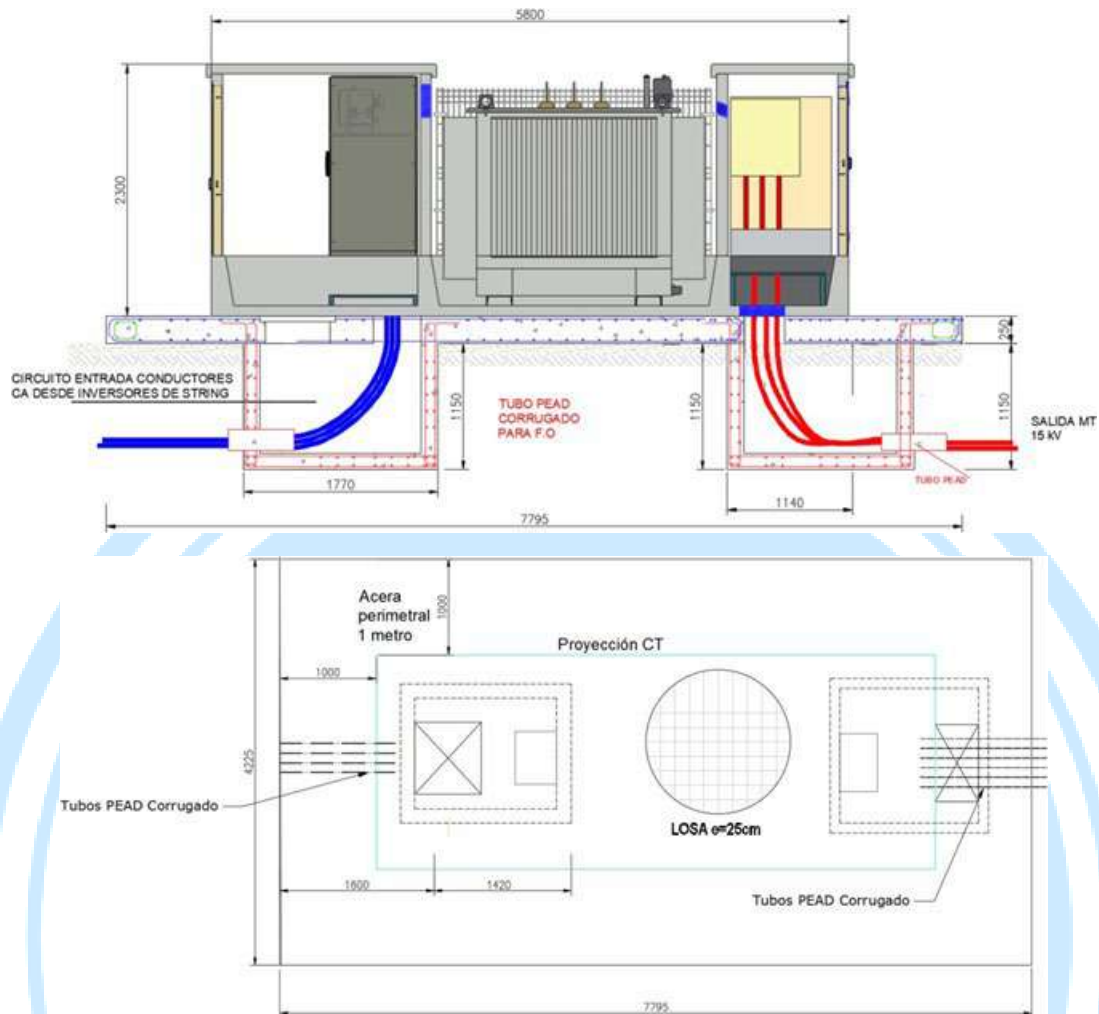 5800
2300
250
CIRCUITO ENTRADA CONDUCTORES
CA DESDE INVERSORES DE STRING
TUBO PEAD
CORRUGADO
PARA F.O
1150
1150
1150
SALIDA MT
15 kV
TUBO PEAD
1770
1140
7795
Acera
perimetral
1 metro
1000
Proyección CT
1000
4225
Tubos PEAD Corrugado
LOSA e=25cm
1600
1420
Tubos PEAD Corrugado
7795